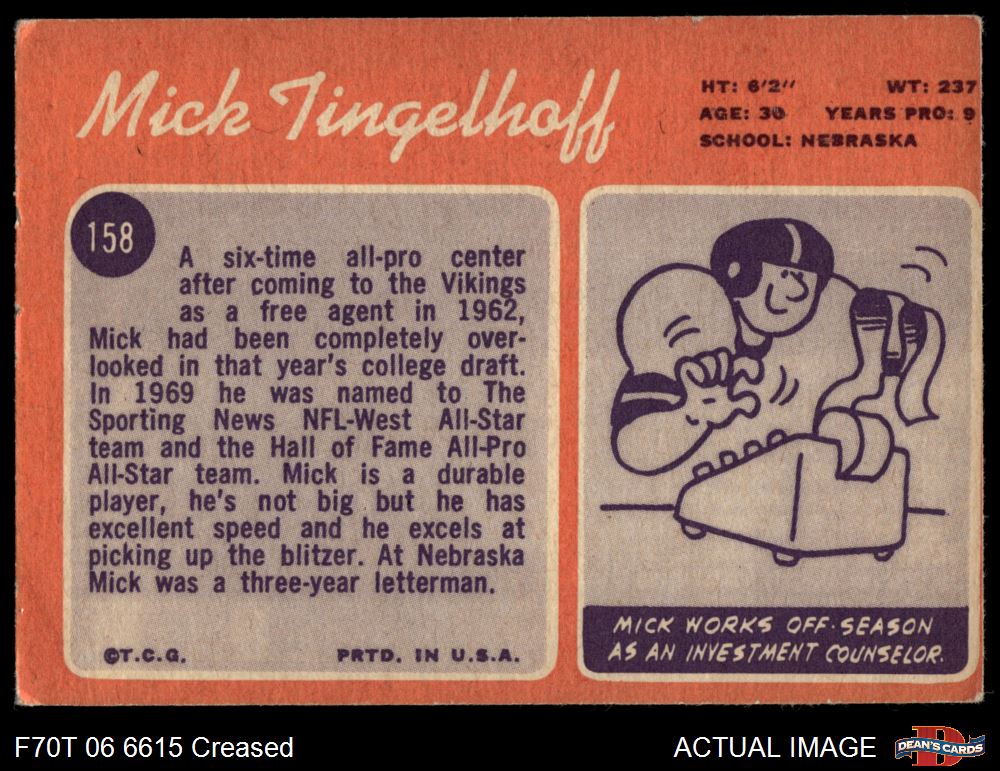 Mick Tingelhoff
HT: 6'2" WT: 237
AGE: 30 YEARS PRO: 9
SCHOOL: NEBRASKA
158
A six-time all-pro center
after coming to the Vikings
as a free agent in 1962,
Mick had been completely over-
looked in that year's college draft.
In 1969 he was named to The
Sporting News NFL-West All-Star
team and the Hall of Fame All-Pro
All-Star team. Mick is a durable
player, he's not big but he has
excellent speed and he excels at
picking up the blitzer. At Nebraska
Mick was a three-year letterman.
©T.C.G. PRTD. IN U.S.A.
MICK WORKS OFF-SEASON
AS AN INVESTMENT COUNSELOR.
F70T 06 6615 Creased
ACTUAL IMAGE
D
DEAN'S CARDS